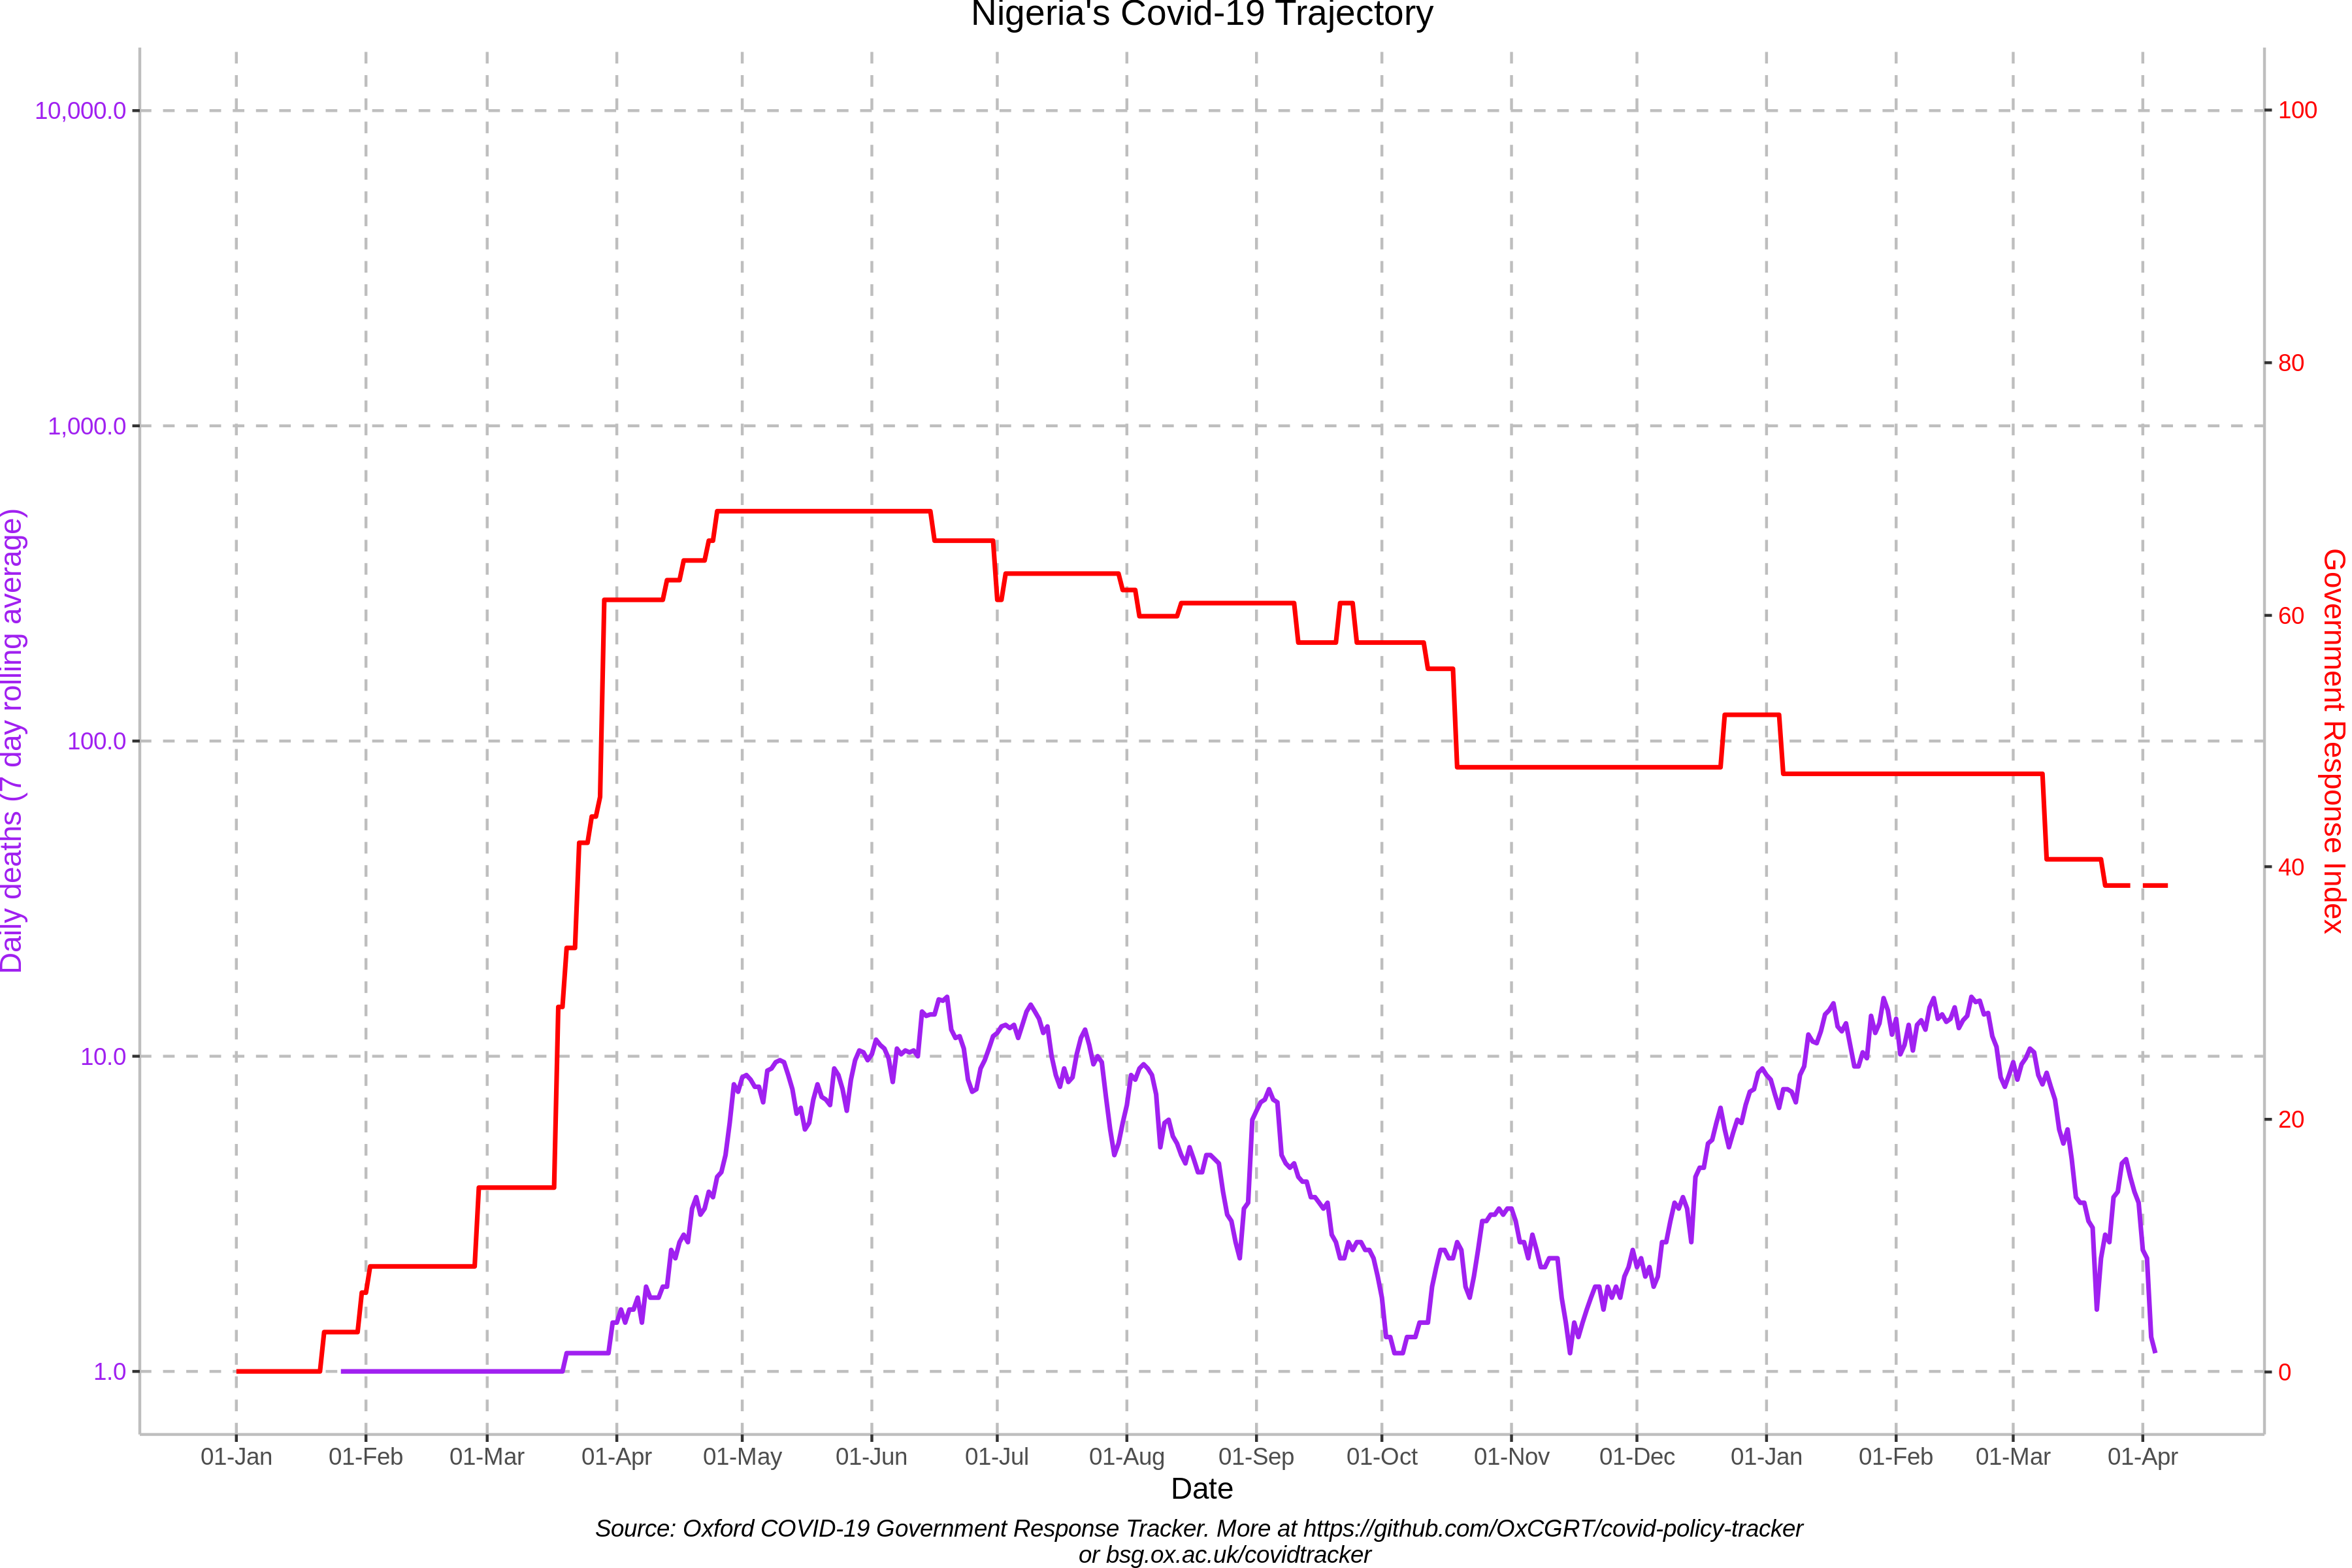 Nigeria's Covid-19 Trajectory
10,000.0
1,000.0
100.0
10.0
1.0
Daily deaths (7 day rolling average)
100
80
60
40
20
0
Government Response Index
01-Jan 01-Feb 01-Mar 01-Apr 01-May 01-Jun 01-Jul 01-Aug 01-Sep 01-Oct 01-Nov 01-Dec 01-Jan 01-Feb 01-Mar 01-Apr
Date
Source: Oxford COVID-19 Government Response Tracker. More at https://github.com/OxCGRT/covid-policy-tracker
or bsg.ox.ac.uk/covidtracker